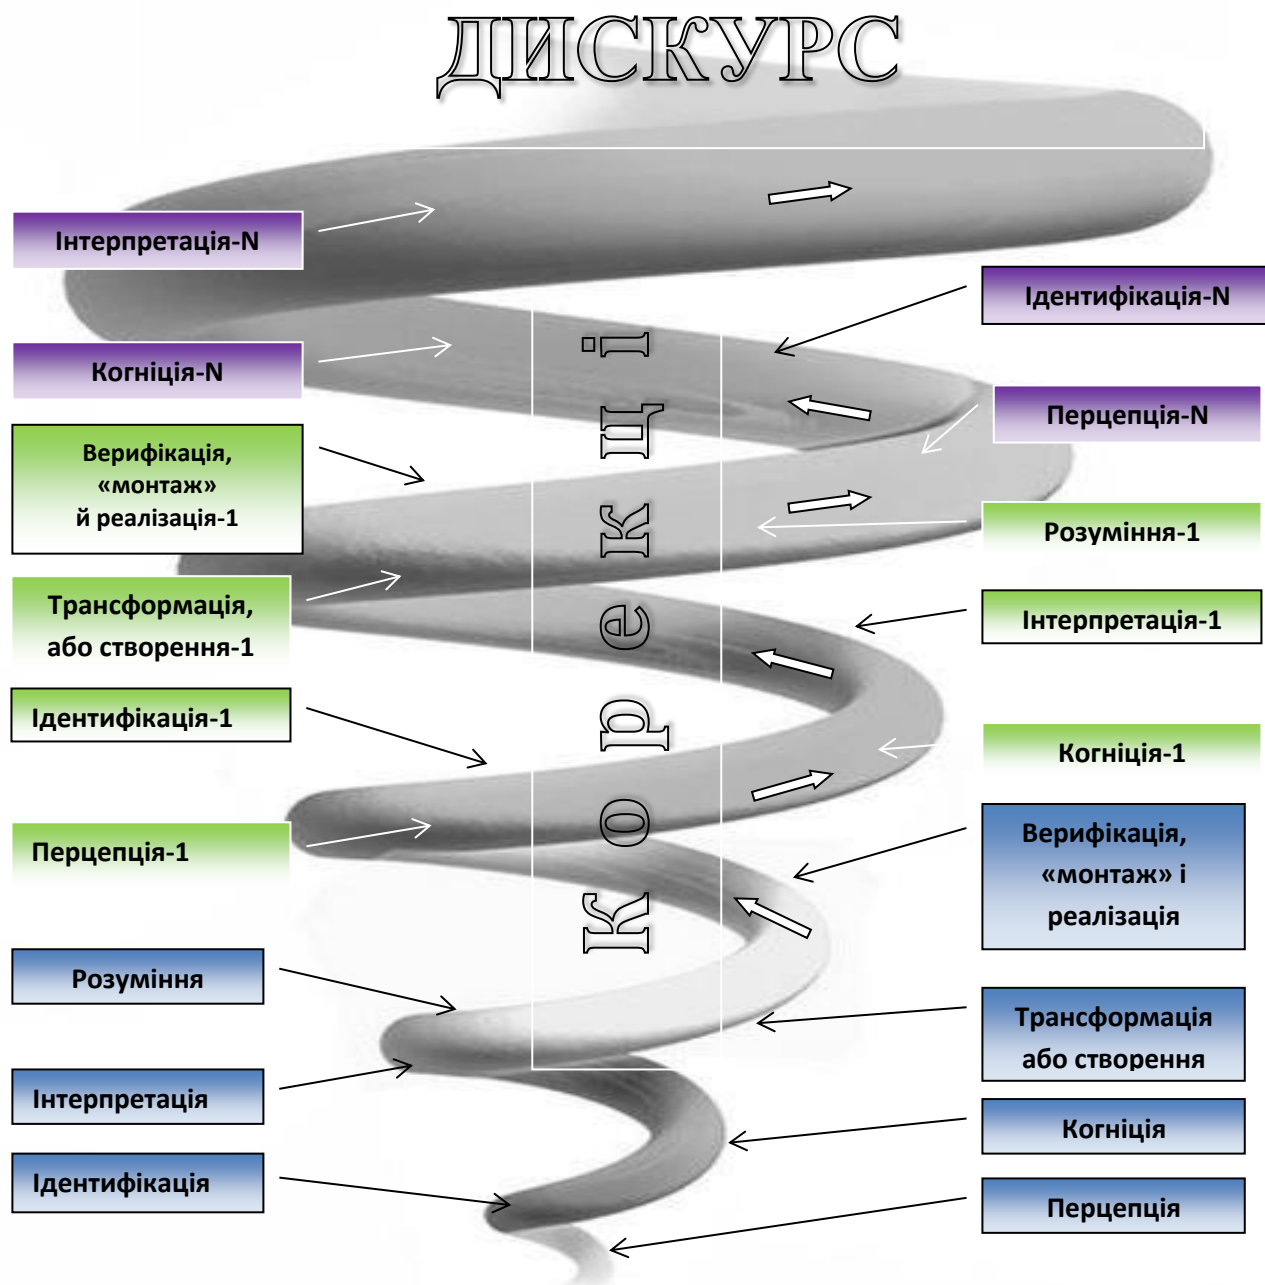 ДИСКУРС
Інтерпретація-N
Ідентифікація-N
Когніція-N
Перцепція-N
Верифікація,
«монтаж»
й реалізація-1
Розуміння-1
Трансформація,
або створення-1
Інтерпретація-1
Ідентифікація-1
Когніція-1
Перцепція-1
Верифікація,
«монтаж» і
реалізація
Розуміння
Трансформація
або створення
Інтерпретація
Когніція
Ідентифікація
Перцепція
Корекці